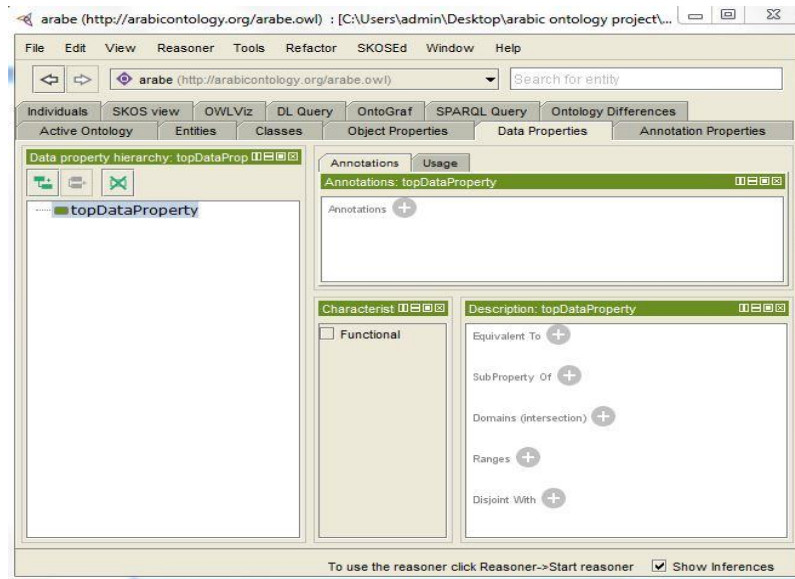 arabe (http://arabicontology.org/arabe.owl) : [C:\Users\admin\Desktop\arabic ontology project\...
File Edit View Reasoner Tools Refactor SKOSEd Window Help
arabe (http://arabicontology.org/arabe.owl) Search for entity
Individuals SKOS view OWLViz DL Query OntoGraf SPARQL Query Ontology Differences
Active Ontology Entities Classes Object Properties Data Properties Annotation Properties
Data property hierarchy: topDataProp
topDataProperty
Annotations Usage
Annotations: topDataProperty
Annotations
Characterist
Functional
Description: topDataProperty
Equivalent To
SubProperty Of
Domains (intersection)
Ranges
Disjoint With
To use the reasoner click Reasoner->Start reasoner Show Inferences